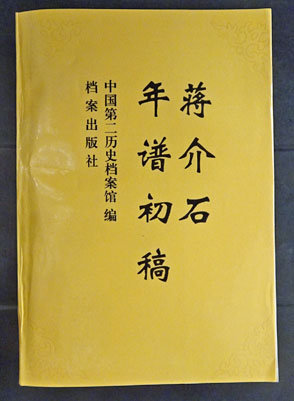 蒋介石
年谱初稿
中国第二历史档案馆 编
档案出版社